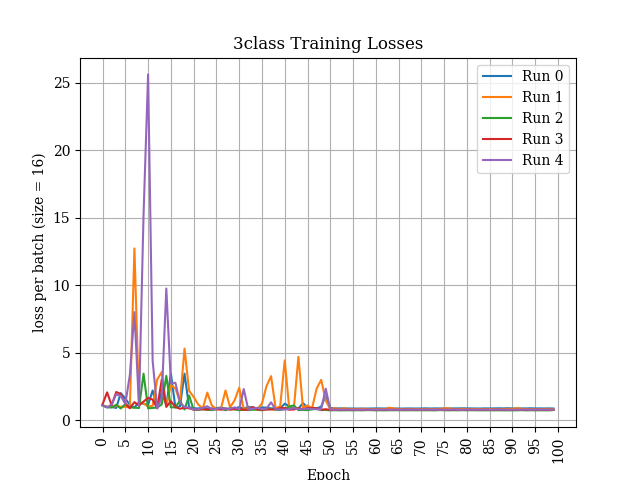 3class Training Losses
loss per batch (size = 16)
25
20
15
10
5
0
Run 0
Run 1
Run 2
Run 3
Run 4
0 5 10 15 20 25 30 35 40 45 50 55 60 65 70 75 80 85 90 95 100
Epoch